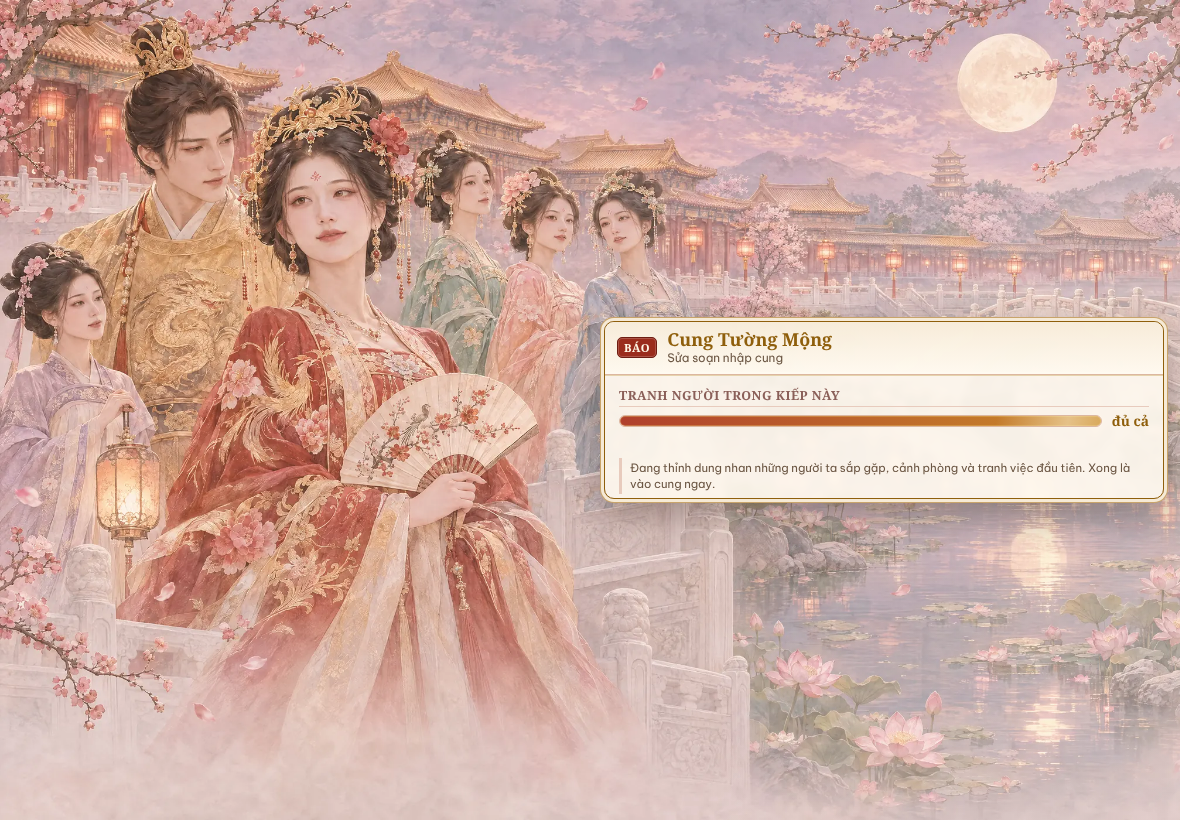 BÁO
Cung Tường Mộng
Sửa soạn nhập cung
TRANH NGƯỜI TRONG KIẾP NÀY
đủ cả
Đang thỉnh dung nhan những người ta sắp gặp, cảnh phòng và tranh việc đầu tiên. Xong là
vào cung ngay.